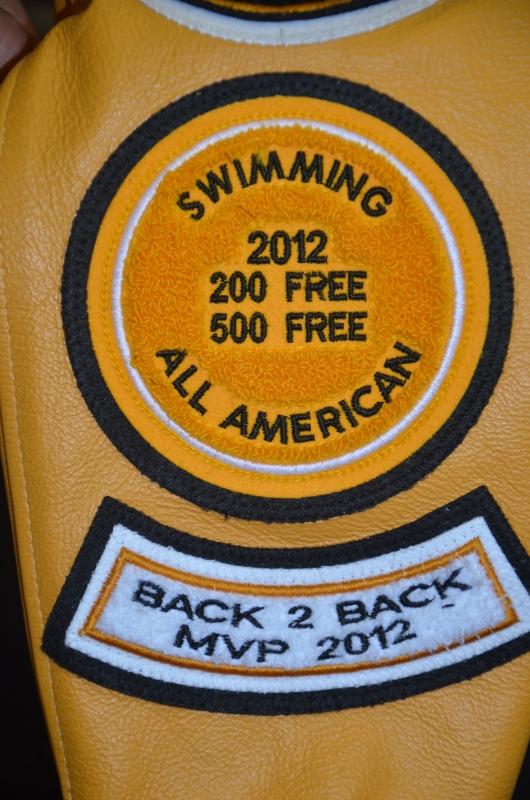 SWIMMING
2012
200 FREE
500 FREE
ALL AMERICAN
BACK 2 BACK
MVP 2012